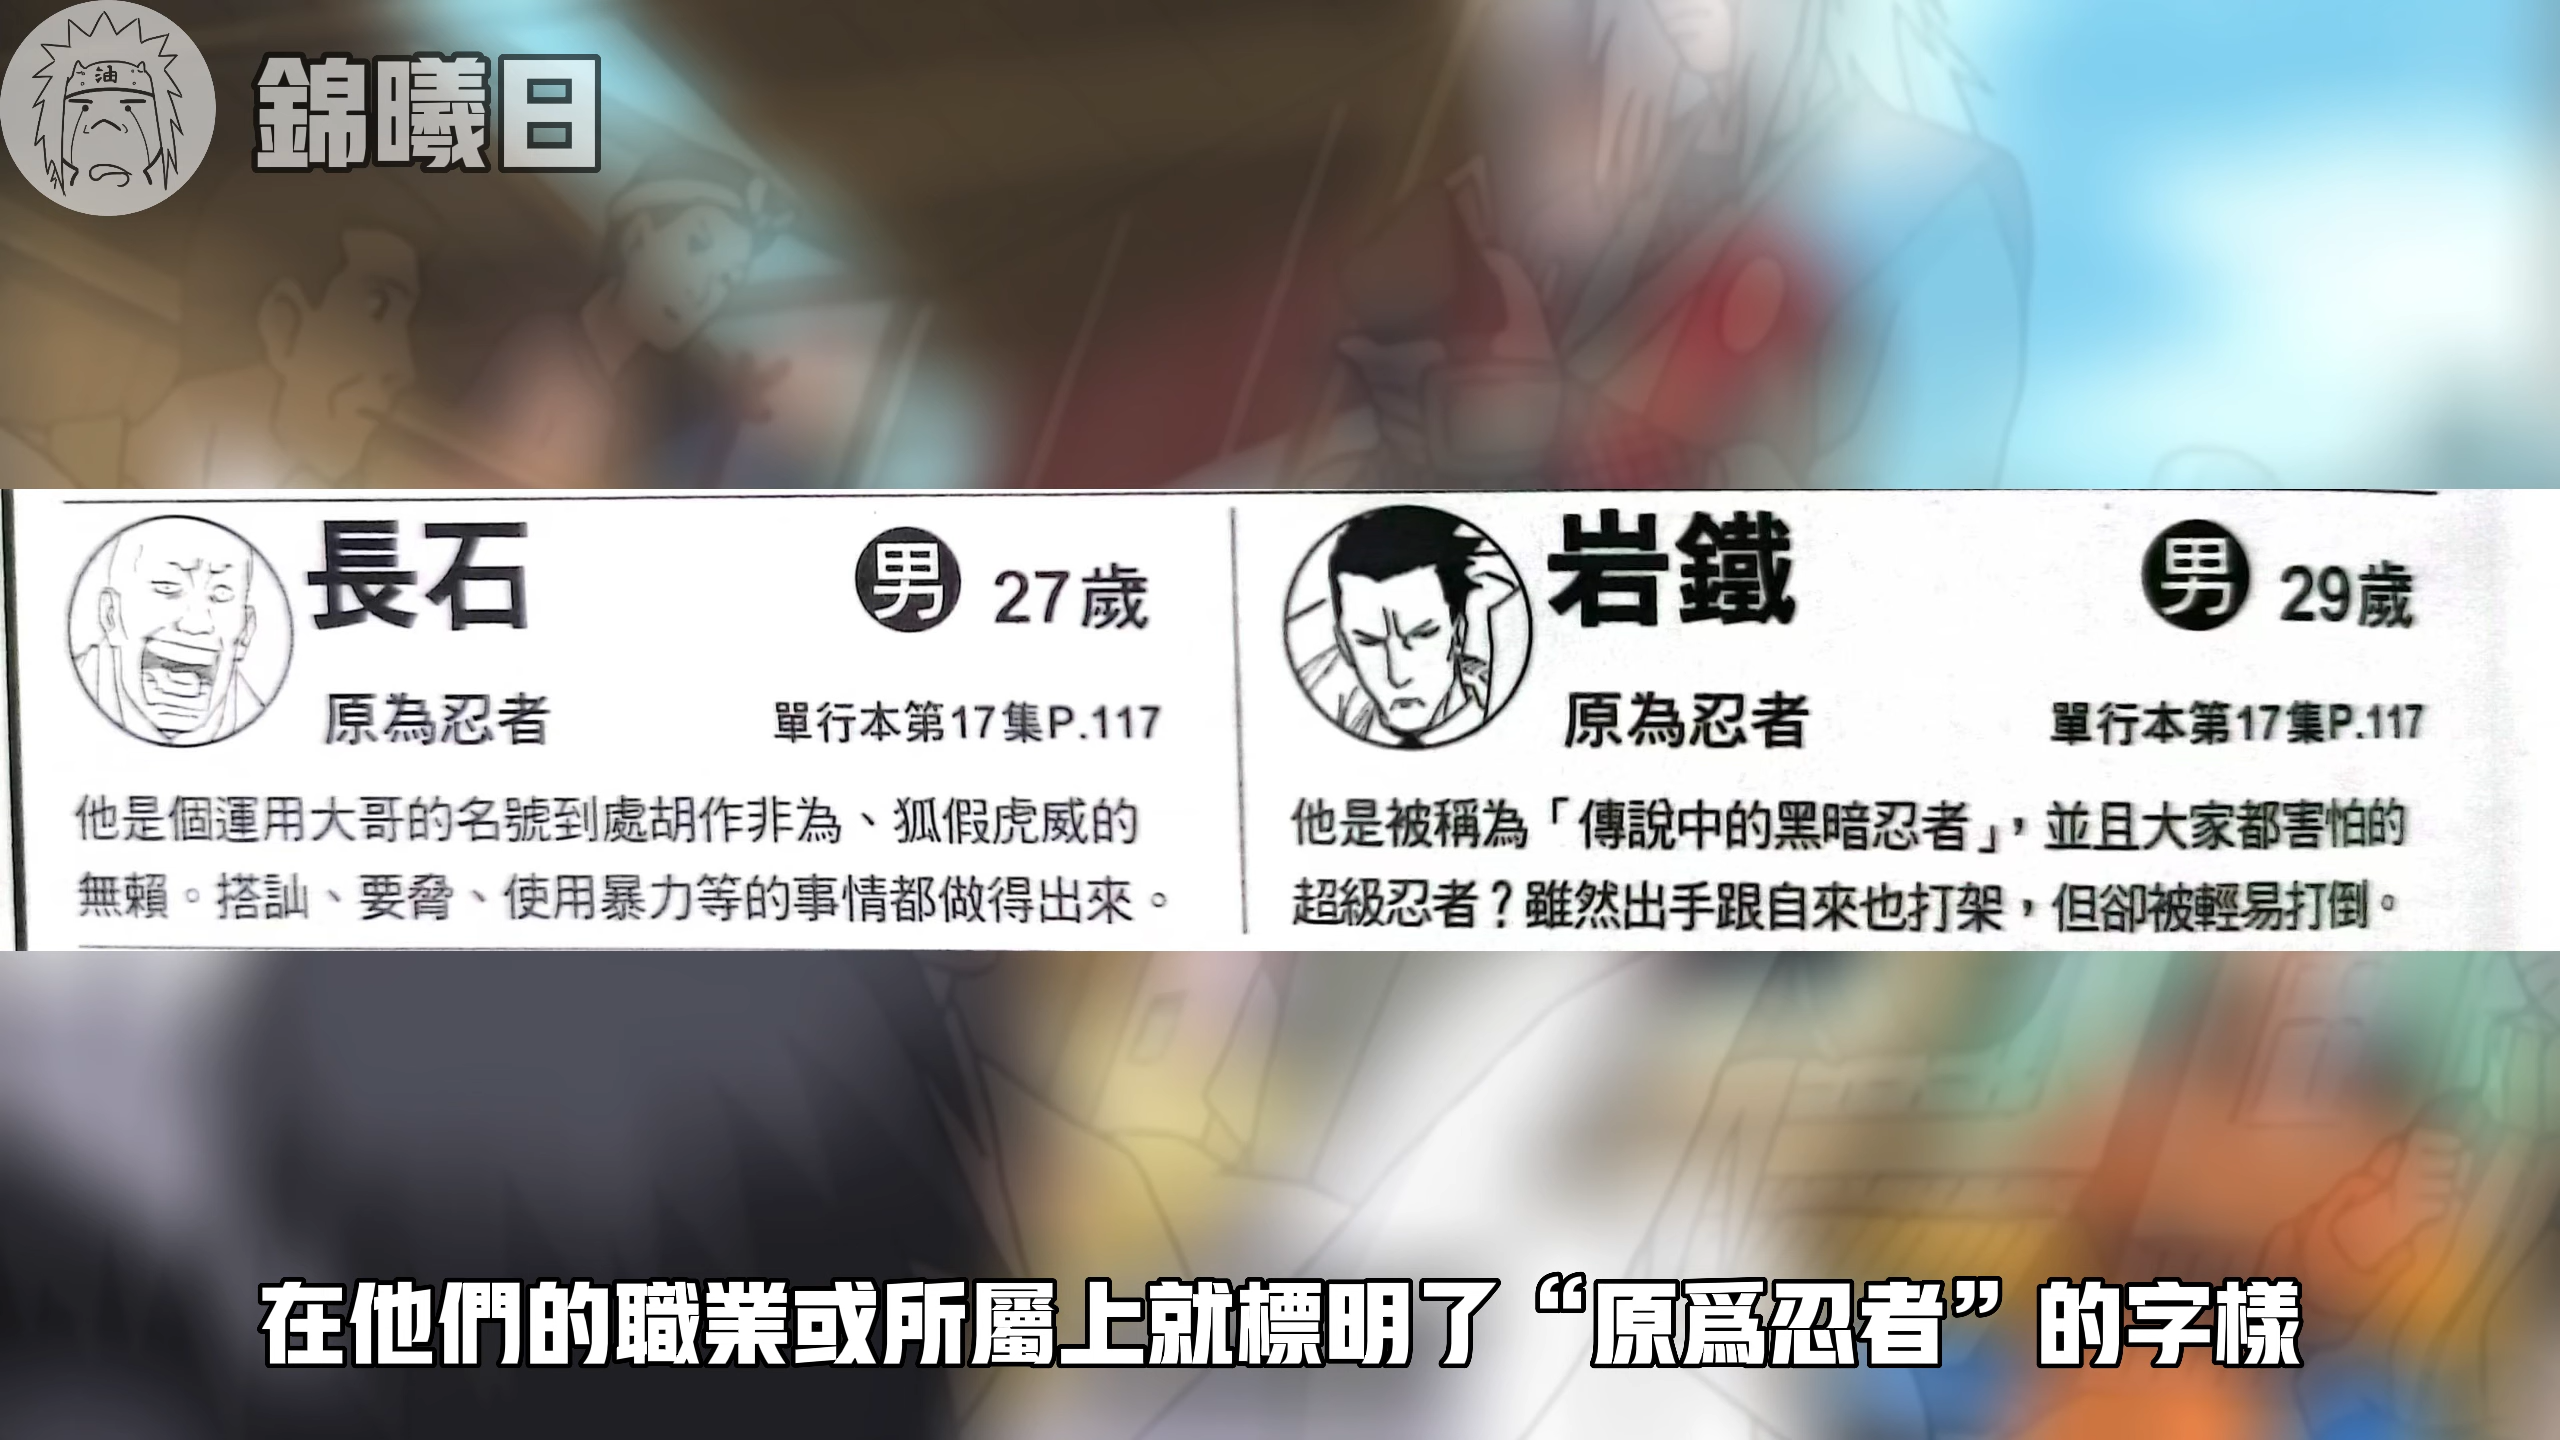 油
錦曦日
長石
男 27歲
原為忍者
單行本第17集P.117
他是個運用大哥的名號到處胡作非為、狐假虎威的
無賴。搭訕、要脅、使用暴力等的事情都做得出來。
岩鐵
男 29歲
原為忍者
單行本第17集P.117
他是被稱為「傳說中的黑暗忍者」，並且大家都害怕的
超級忍者？雖然出手跟自來也打架，但卻被輕易打倒。
在他們的職業或所屬上就標明了“原爲忍者”的字樣